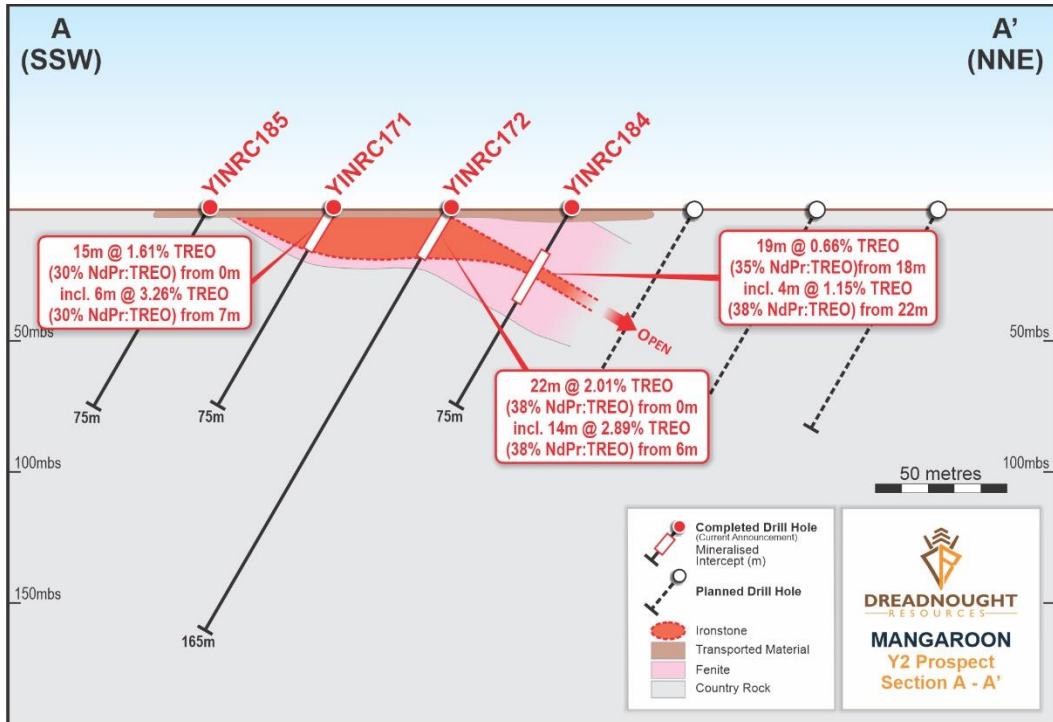 A
(SSW)
A'
(NNE)
YINRC185
YINRC171
YINRC172
YINRC184
15m @ 1.61% TREO
(30% NdPr:TREO) from 0m
incl. 6m @ 3.26% TREO
(30% NdPr:TREO) from 7m
19m @ 0.66% TREO
(35% NdPr:TREO)from 18m
incl. 4m @ 1.15% TREO
(38% NdPr:TREO) from 22m
50mbs
50mbs
OPEN
22m @ 2.01% TREO
(38% NdPr:TREO) from 0m
incl. 14m @ 2.89% TREO
(38% NdPr:TREO) from 6m
75m
75m
75m
100mbs
100mbs
50 metres
150mbs
165m
Completed Drill Hole
(Current Announcement)
Mineralised
Intercept (m)
Planned Drill Hole
Ironstone
Transported Material
Fenite
Country Rock
DREADNOUGHT
RESOURCES
MANGAROON
Y2 Prospect
Section A - A'